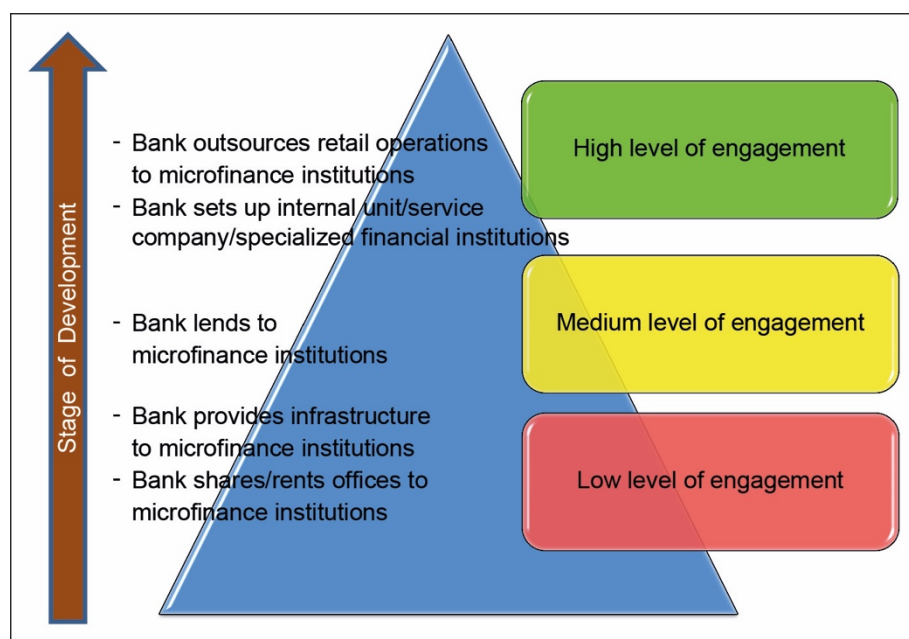 Stage of Development
- Bank outsources retail operations
to microfinance institutions
- Bank sets up internal unit/service
company/specialized financial institutions
High level of engagement
- Bank lends to
microfinance institutions
Medium level of engagement
- Bank provides infrastructure
to microfinance institutions
- Bank shares/rents offices to
microfinance institutions
Low level of engagement